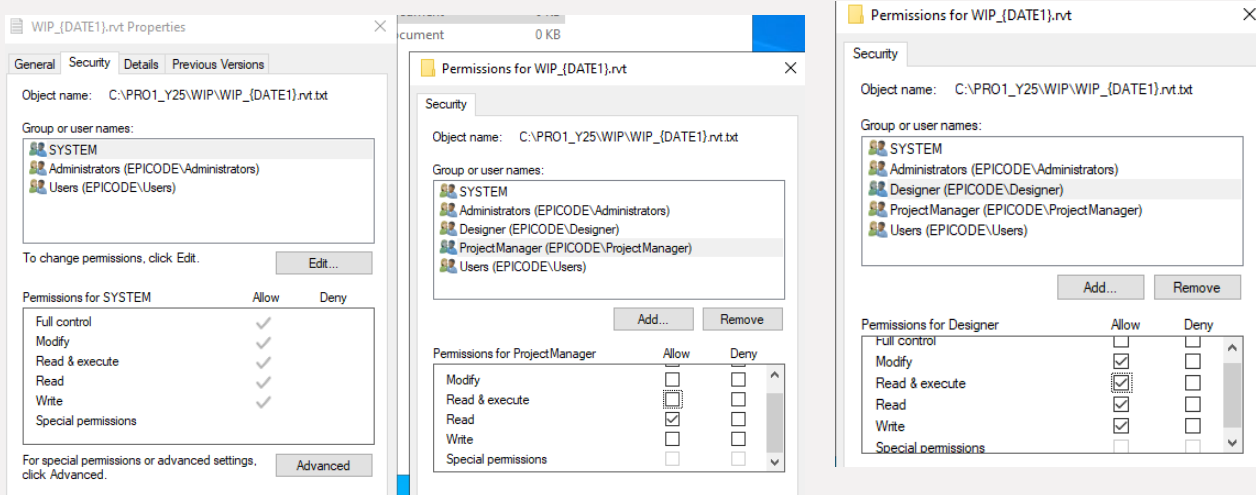 WIP_{DATE1}.rvt Properties
General Security Details Previous Versions
Object name: C:\PRO1_Y25\WIP\WIP_{DATE1}.rvt.txt
Group or user names:
SYSTEM
Administrators (EPICODE\Administrators)
Users (EPICODE\Users)
To change permissions, click Edit.
Edit...
Permissions for SYSTEM Allow Deny
Full control
Modify
Read & execute
Read
Write
Special permissions
For special permissions or advanced settings,
click Advanced.
Advanced
0 KB
Permissions for WIP_{DATE1}.rvt
Security
Object name: C:\PRO1_Y25\WIP\WIP_{DATE1}.rvt.txt
Group or user names:
SYSTEM
Administrators (EPICODE\Administrators)
Designer (EPICODE\Designer)
ProjectManager (EPICODE\ProjectManager)
Users (EPICODE\Users)
Add... Remove
Permissions for ProjectManager Allow Deny
Modify
Read & execute
Read
Write
Special permissions
Permissions for WIP_{DATE1}.rvt
Security
Object name: C:\PRO1_Y25\WIP\WIP_{DATE1}.rvt.txt
Group or user names:
SYSTEM
Administrators (EPICODE\Administrators)
Designer (EPICODE\Designer)
ProjectManager (EPICODE\ProjectManager)
Users (EPICODE\Users)
Add... Remove
Permissions for Designer Allow Deny
Full control
Modify
Read & execute
Read
Write
Special permissions